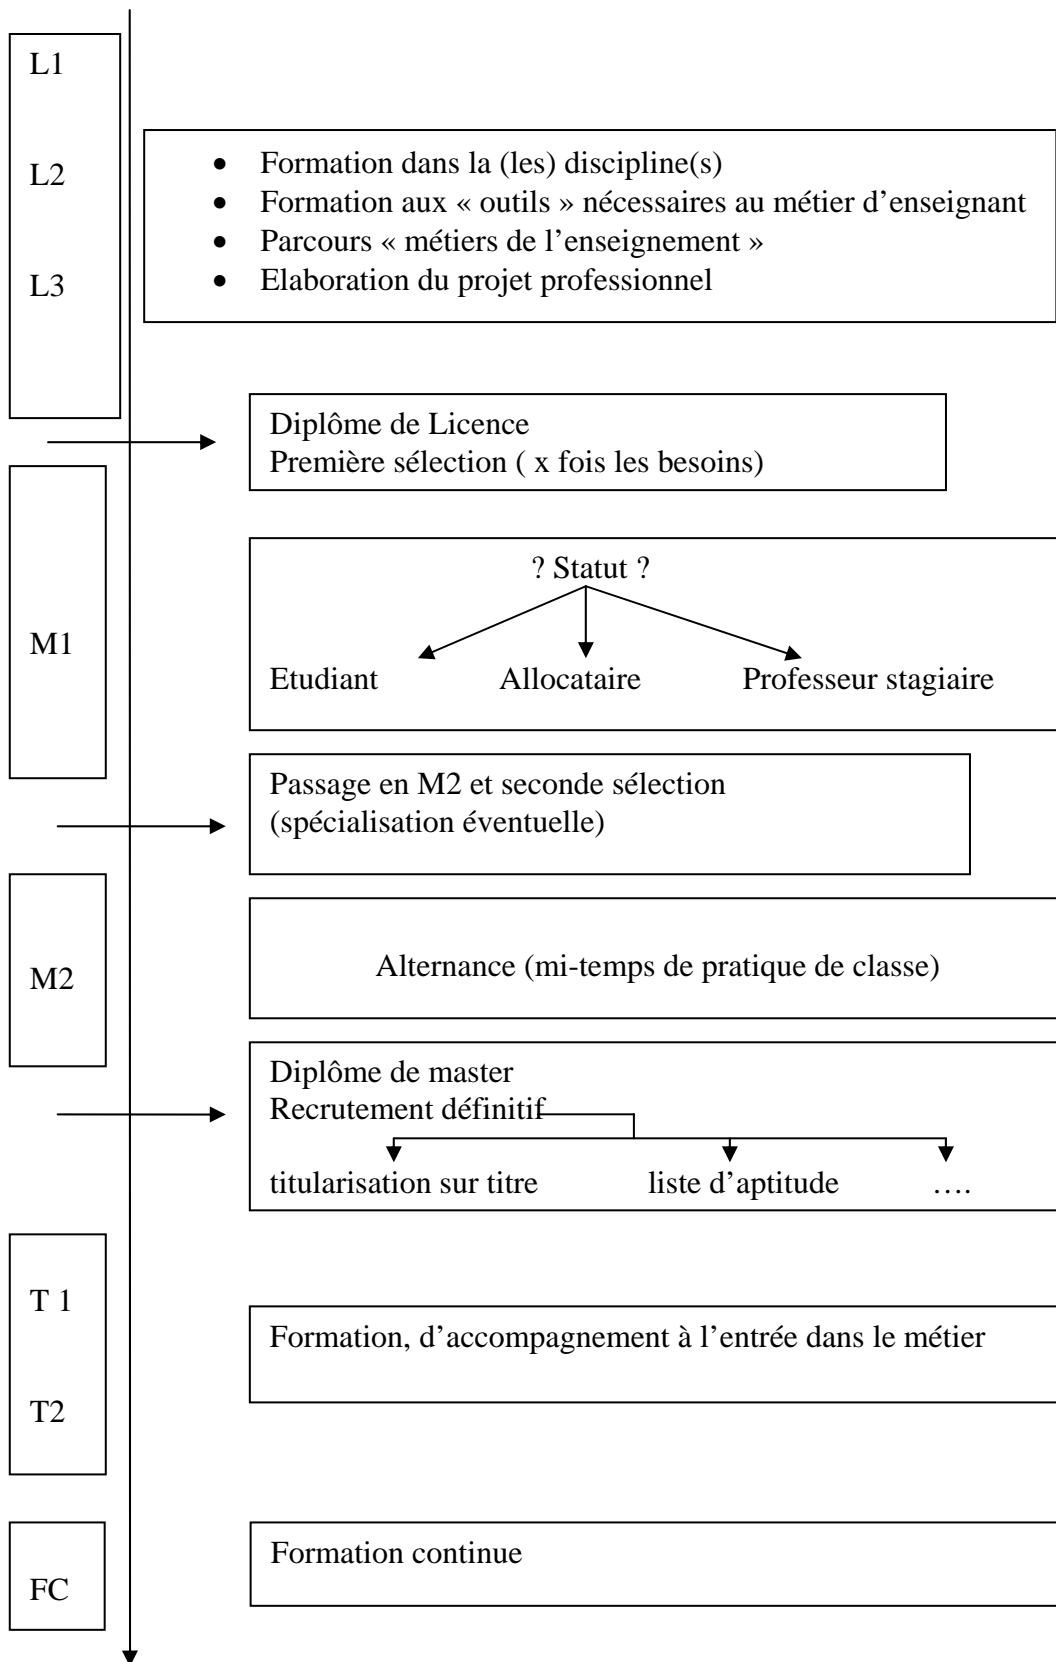 L1
L2
• Formation dans la (les) discipline(s)
• Formation aux « outils » nécessaires au métier d’enseignant
• Parcours « métiers de l’enseignement »
L3
• Elaboration du projet professionnel
Diplôme de Licence
Première sélection ( x fois les besoins)
M1
? Statut ?
Etudiant Allocataire Professeur stagiaire
Passage en M2 et seconde sélection
(spécialisation éventuelle)
M2
Alternance (mi-temps de pratique de classe)
Diplôme de master
Recrutement définitif
titularisation sur titre liste d’aptitude ….
T 1
Formation, d’accompagnement à l’entrée dans le métier
T2
FC
Formation continue